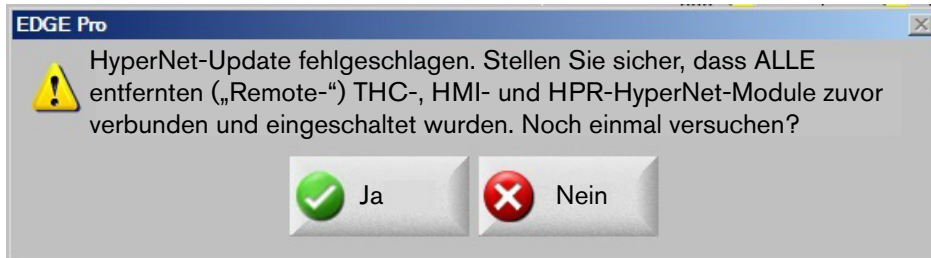 EDGE Pro
HyperNet-Update fehlgeschlagen. Stellen Sie sicher, dass ALLE
entfernten („Remote-“) THC-, HMI- und HPR-HyperNet-Module zuvor
verbunden und eingeschaltet wurden. Noch einmal versuchen?
Ja
Nein